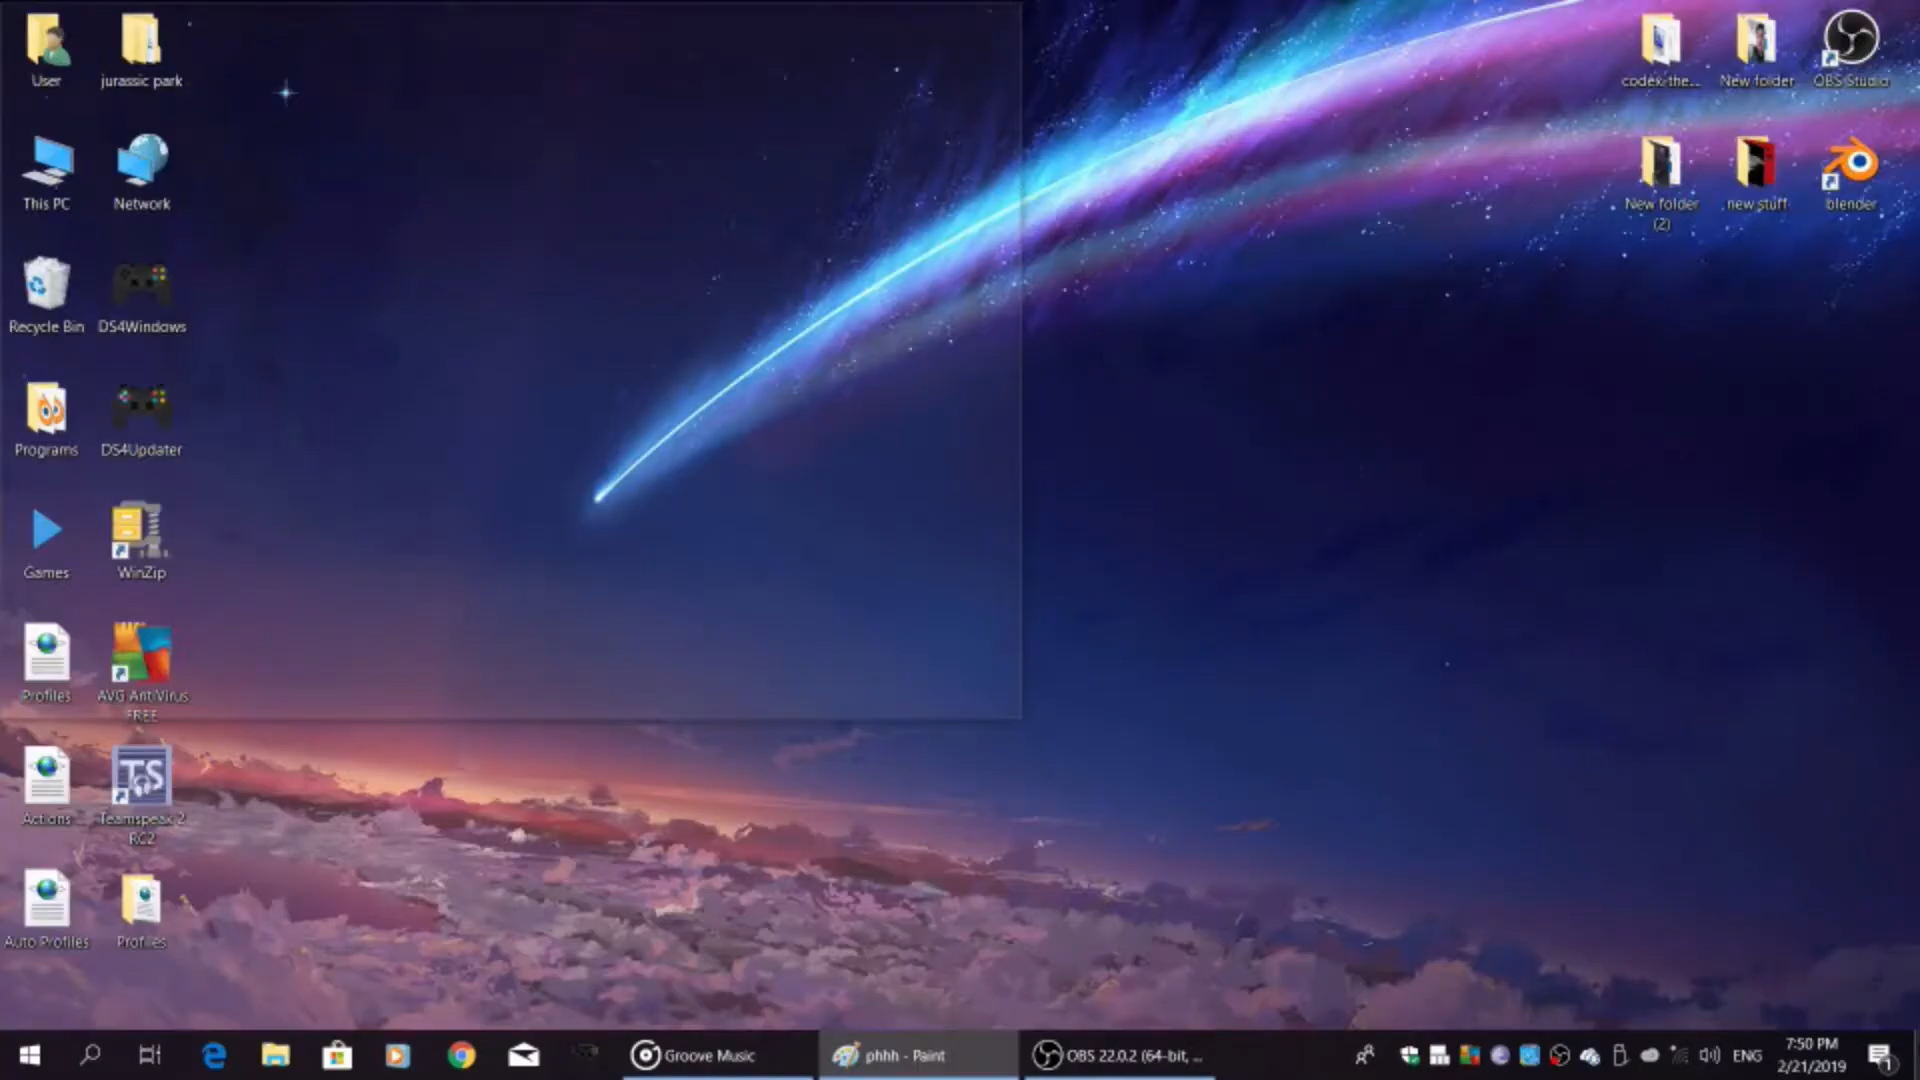 User
jurassic park
This PC
Network
Recycle Bin
DS4Windows
Programs
DS4Updater
Games
WinZip
Profiles
AVG AntiVirus
FREE
Actions
Teamspeak 2
RC2
Auto Profiles
Profiles
codex-the...
New folder
OBS Studio
New folder
(2)
new stuff
blender
TS
Groove Music
phhh - Paint
OBS 22.0.2 (64-bit, ...
ENG
7:50 PM
2/21/2019
1